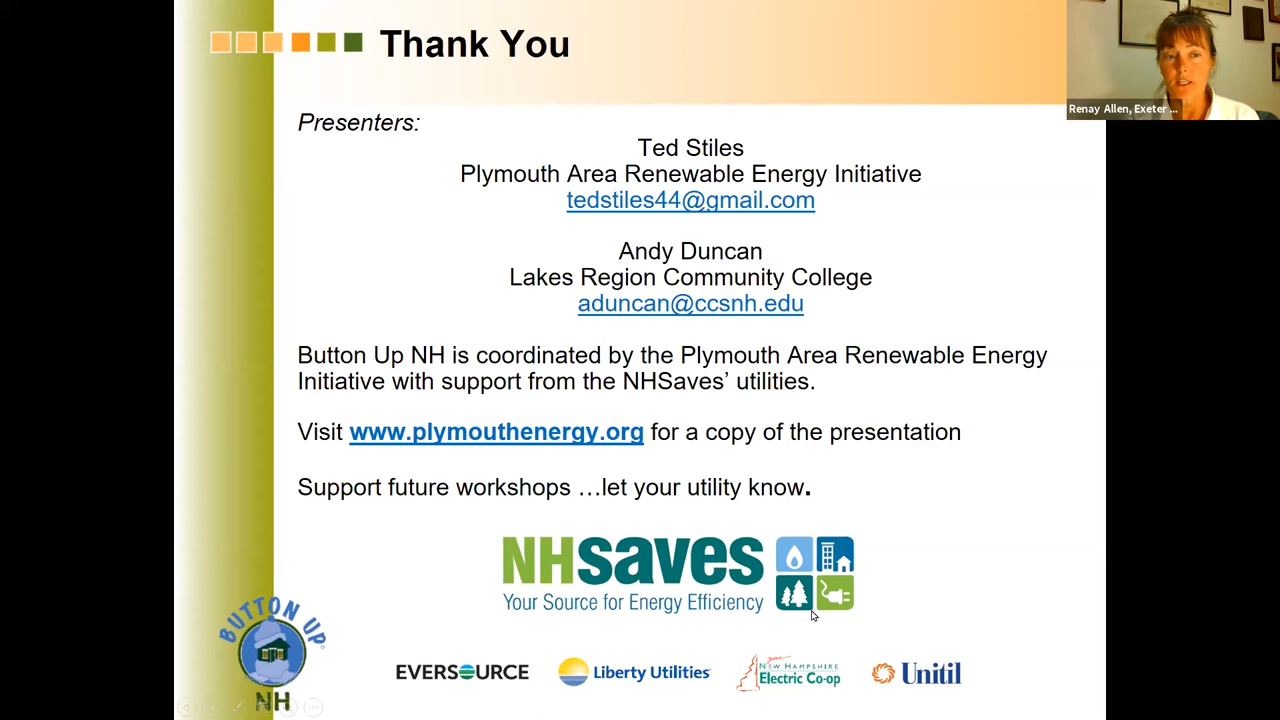 Thank You
Renay Allen, Exeter ...
Presenters:
Ted Stiles
Plymouth Area Renewable Energy Initiative
tedstiles44@gmail.com
Andy Duncan
Lakes Region Community College
aduncan@ccsnh.edu
Button Up NH is coordinated by the Plymouth Area Renewable Energy
Initiative with support from the NHSaves’ utilities.
Visit www.plymouthenergy.org for a copy of the presentation
Support future workshops …let your utility know.
NHsaves
Your Source for Energy Efficiency
BUTTON UP
NH
EVERSOURCE
Liberty Utilities
New Hampshire
Electric Co-op
Unitil